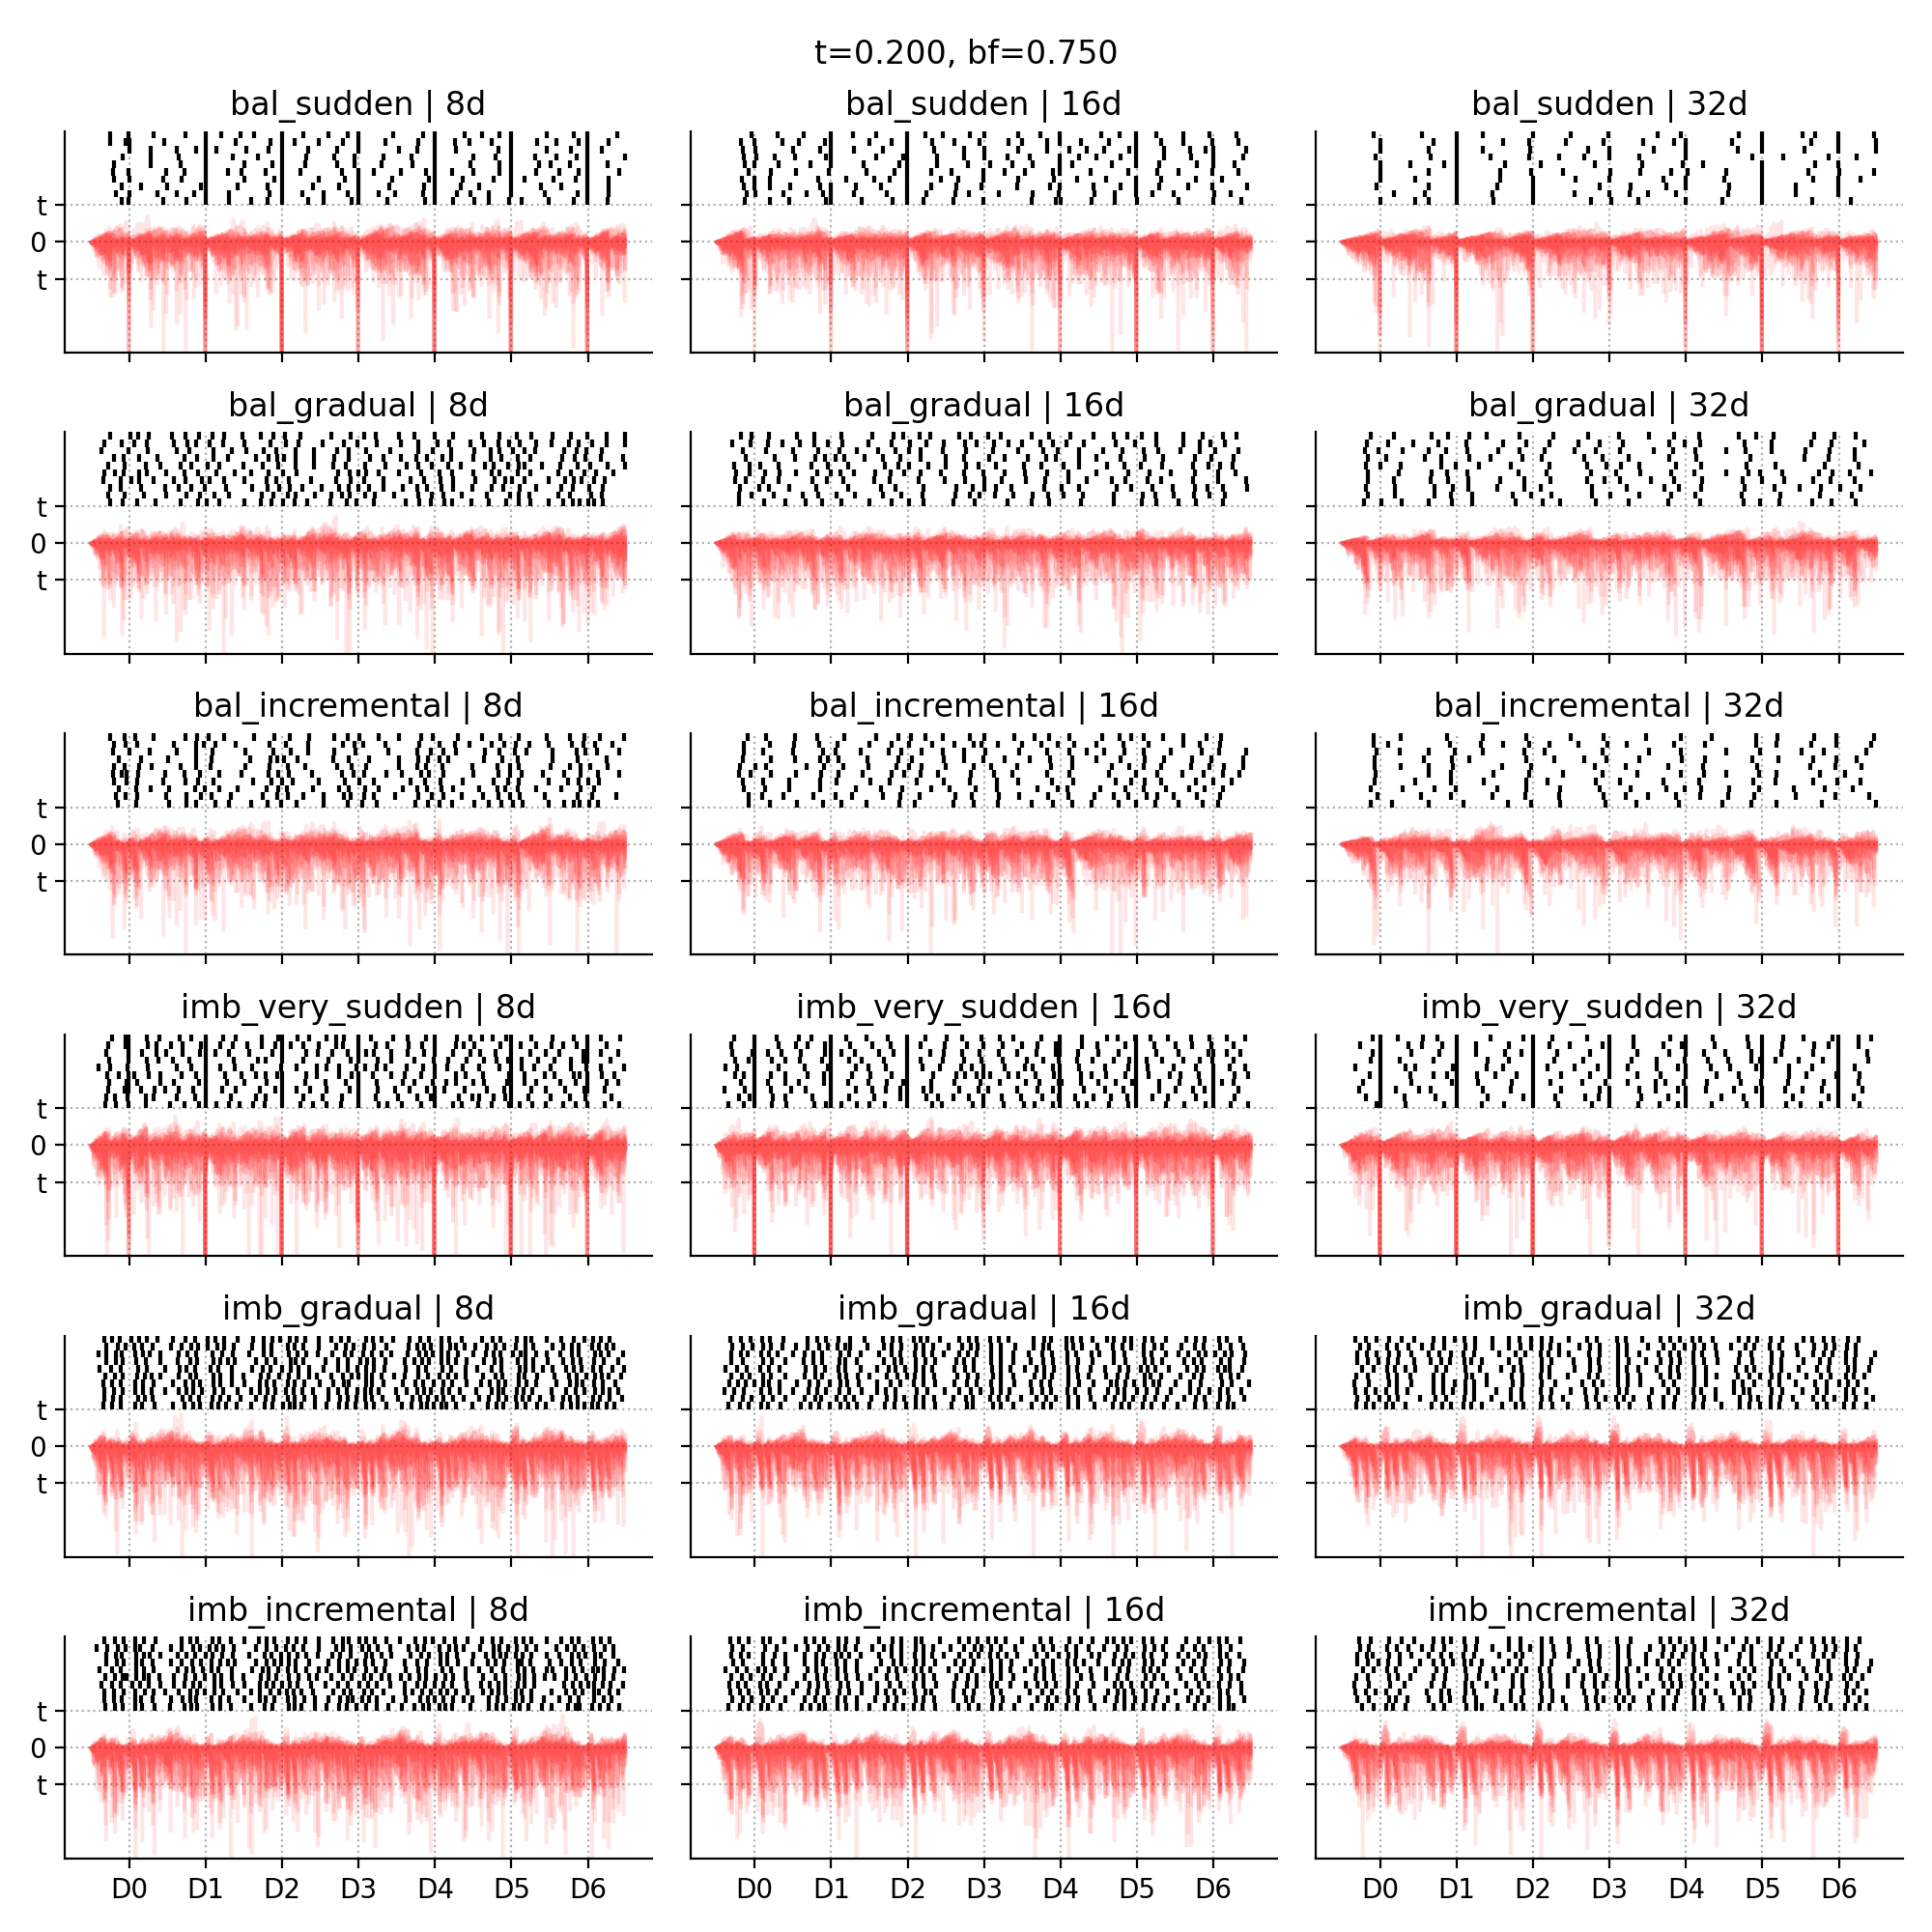 t=0.200, bf=0.750
bal_sudden | 8d
bal_sudden | 16d
bal_sudden | 32d
t
0
t
bal_gradual | 8d
bal_gradual | 16d
bal_gradual | 32d
t
0
t
bal_incremental | 8d
bal_incremental | 16d
bal_incremental | 32d
t
0
t
imb_very_sudden | 8d
imb_very_sudden | 16d
imb_very_sudden | 32d
t
0
t
imb_gradual | 8d
imb_gradual | 16d
imb_gradual | 32d
t
0
t
imb_incremental | 8d
imb_incremental | 16d
imb_incremental | 32d
t
0
t
D0 D1 D2 D3 D4 D5 D6
D0 D1 D2 D3 D4 D5 D6
D0 D1 D2 D3 D4 D5 D6